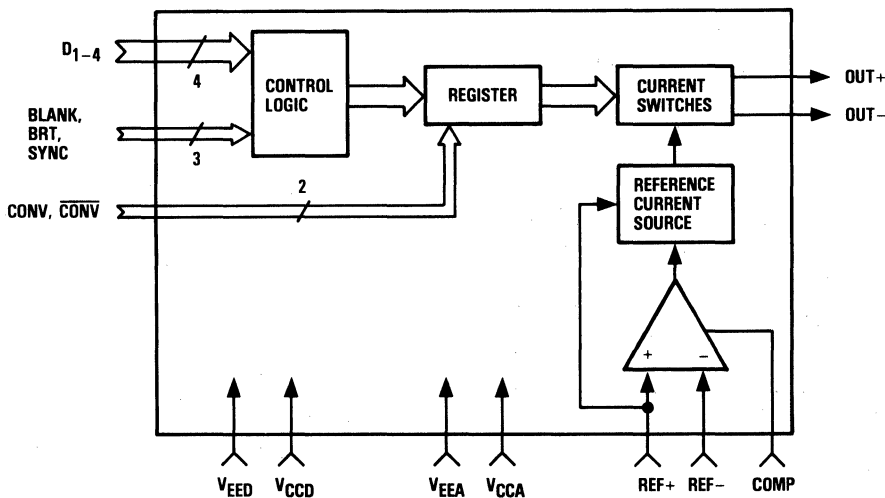 D1–4
4
CONTROL
LOGIC
REGISTER
CURRENT
SWITCHES
OUT+
OUT–
BLANK,
BRT,
SYNC
3
CONV, C̅O̅N̅V̅
2
REFERENCE
CURRENT
SOURCE
+
–
VEED
VCCD
VEEA
VCCA
REF+
REF–
COMP